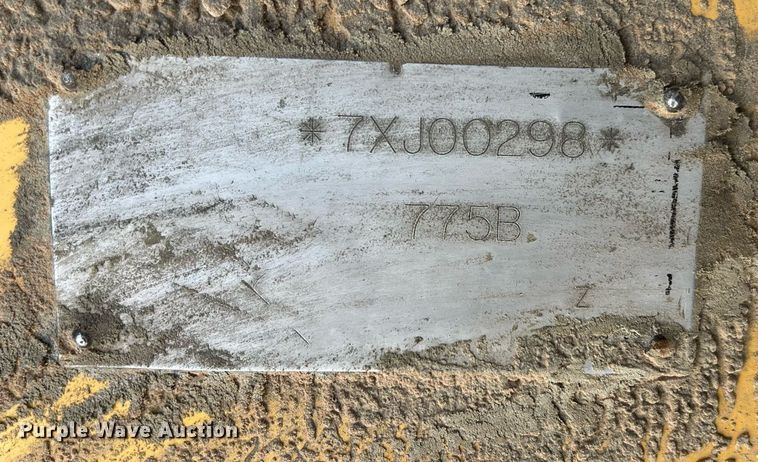 *7XJ00298*
775B
Z
Purple Wave Auction